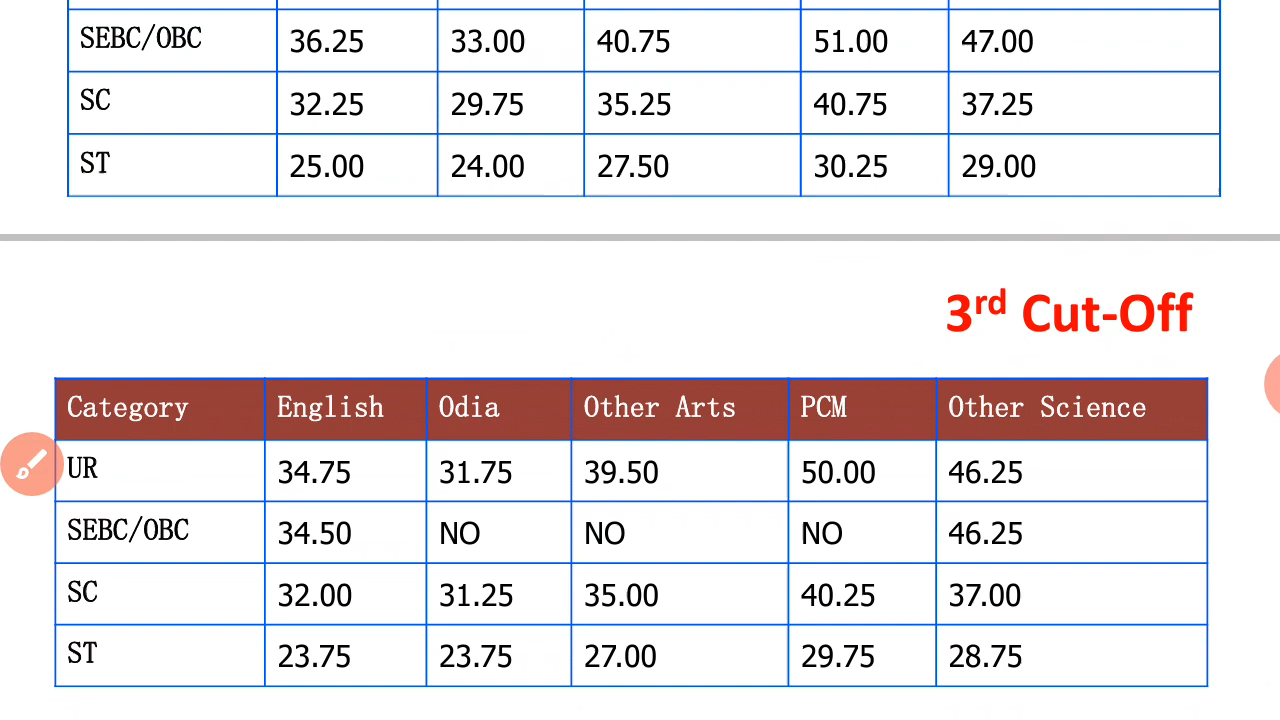 SEBC/OBC 36.25 33.00 40.75 51.00 47.00
SC 32.25 29.75 35.25 40.75 37.25
ST 25.00 24.00 27.50 30.25 29.00
3rd Cut-Off
Category English Odia Other Arts PCM Other Science
UR 34.75 31.75 39.50 50.00 46.25
SEBC/OBC 34.50 NO NO NO 46.25
SC 32.00 31.25 35.00 40.25 37.00
ST 23.75 23.75 27.00 29.75 28.75